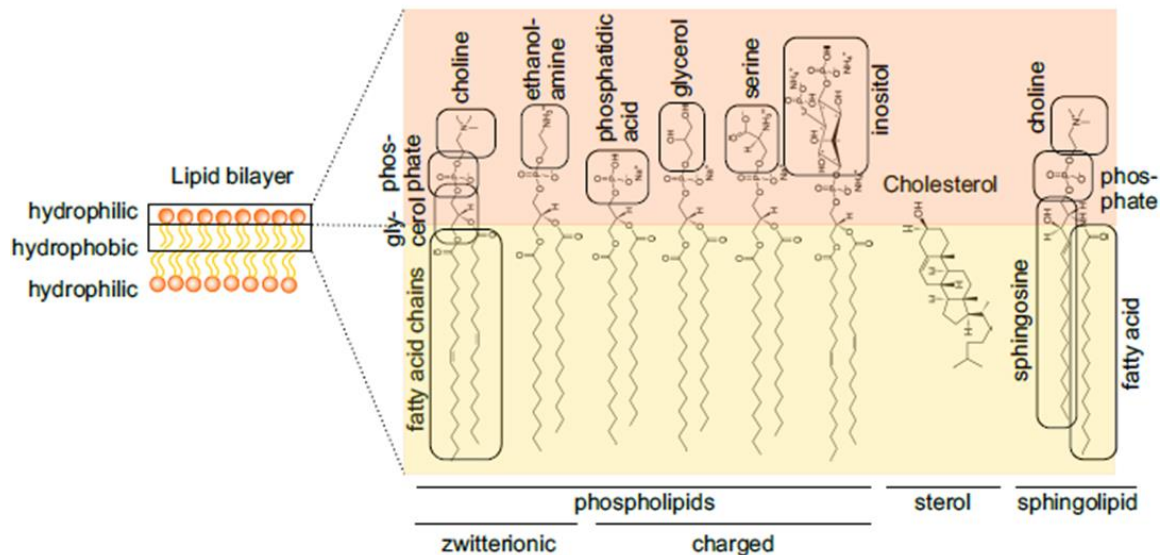 Lipid bilayer
hydrophilic
hydrophobic
hydrophilic
choline
ethanol-
amine
phosphatidic
acid
glycerol
serine
inositol
phos-
phate
gly-
cerol
fatty acid chains
Cholesterol
choline
phos-
phate
sphingosine
fatty acid
phospholipids
sterol
sphingolipid
zwitterionic
charged